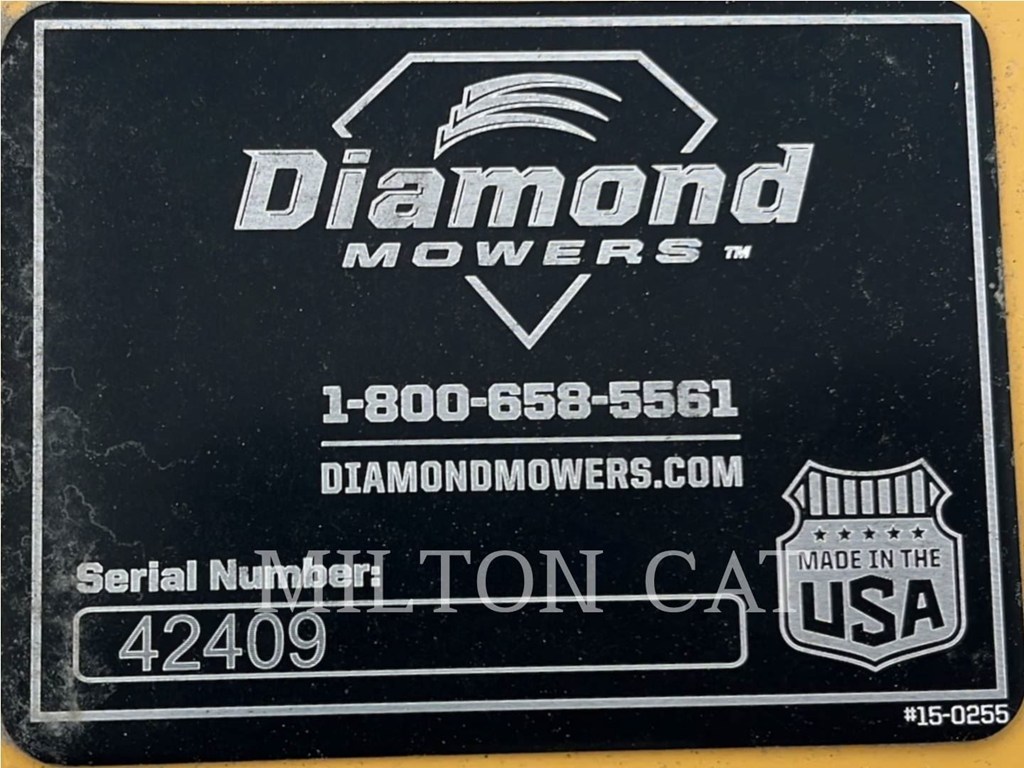 Diamond
MOWERS™
1-800-658-5561
DIAMONDMOWERS.COM
MADE IN THE
USA
Serial Number:
MILTON CAT
42409
#15-0255